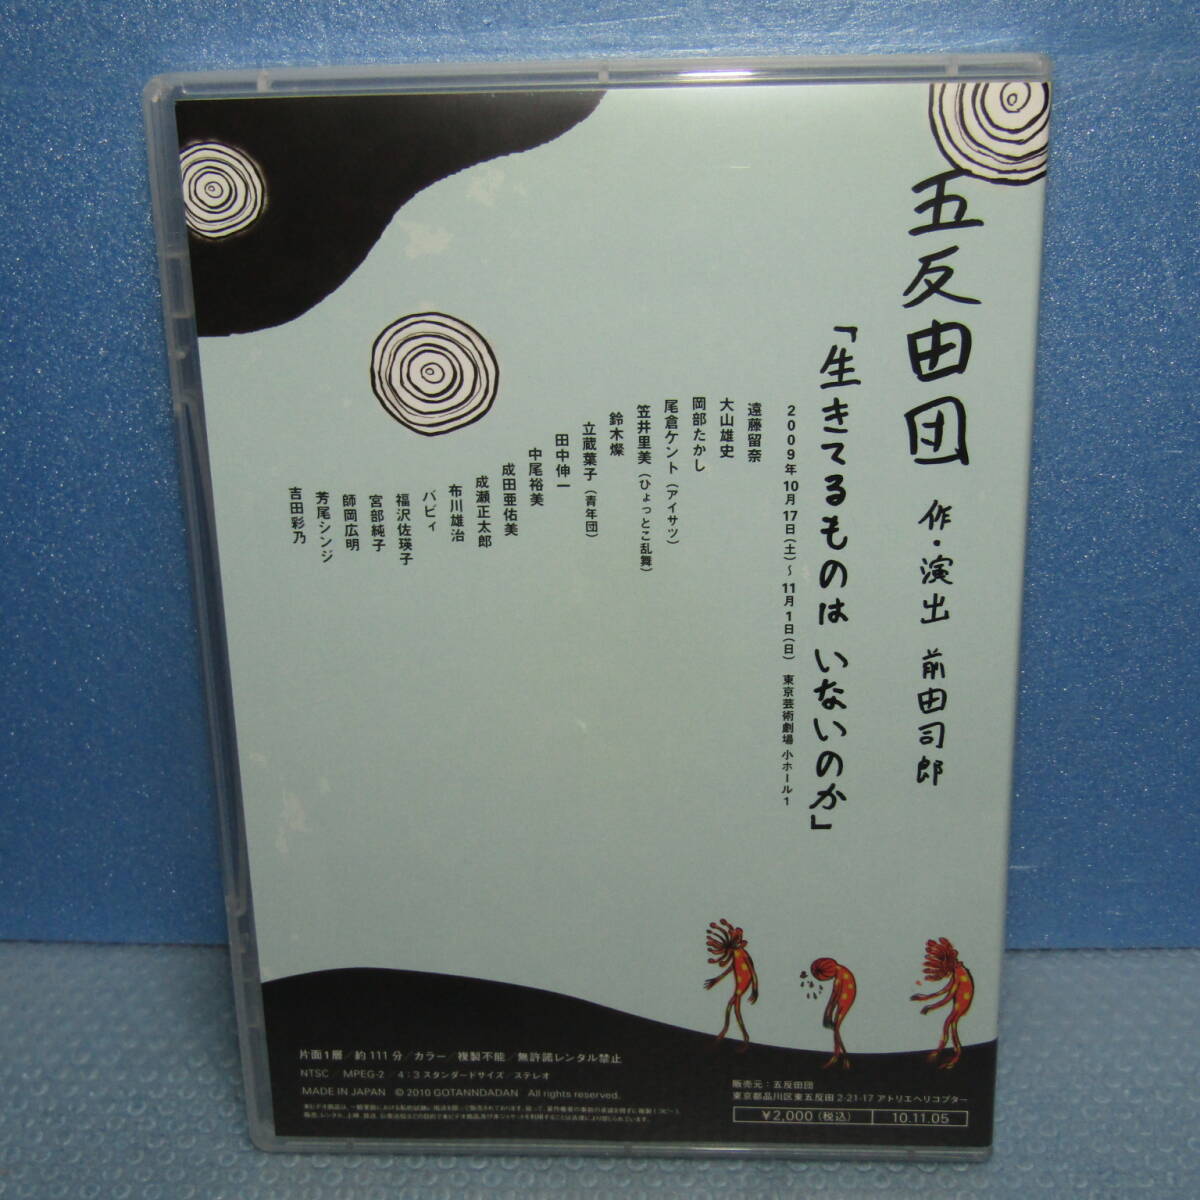 五反田団 作・演出 前田司郎
「生きてるものは いないのか」
2009年10月17日(土)～11月1日(日) 東京芸術劇場 小ホール1
遠藤留奈
大山雄史
岡部たかし
尾倉ケント(アイサツ)
笠井里美(ひょっとこ乱舞)
鈴木燦
立蔵葉子(青年団)
田中伸一
中尾裕美
成田亜佑美
成瀬正太郎
布川雄治
バビィ
福沢佐瑛子
宮部純子
師岡広明
芳尾シンジ
吉田彩乃
片面1層／約111分／カラー／複製不能／無許諾レンタル禁止
NTSC／MPEG-2／4：3スタンダードサイズ／ステレオ
MADE IN JAPAN © 2010 GOTANNDADAN All rights reserved.
販売元：五反田団
東京都品川区東五反田2-21-17 アトリエヘリコプター
¥2,000(税込) 10.11.05